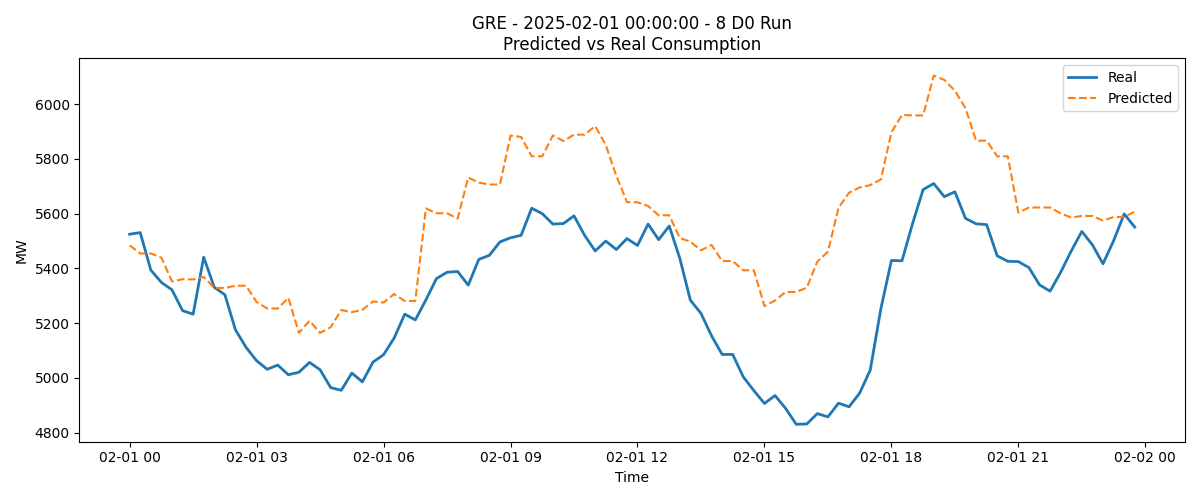 GRE - 2025-02-01 00:00:00 - 8 D0 Run
Predicted vs Real Consumption
Real
Predicted
MW
6000
5800
5600
5400
5200
5000
4800
02-01 00
02-01 03
02-01 06
02-01 09
02-01 12
02-01 15
02-01 18
02-01 21
02-02 00
Time